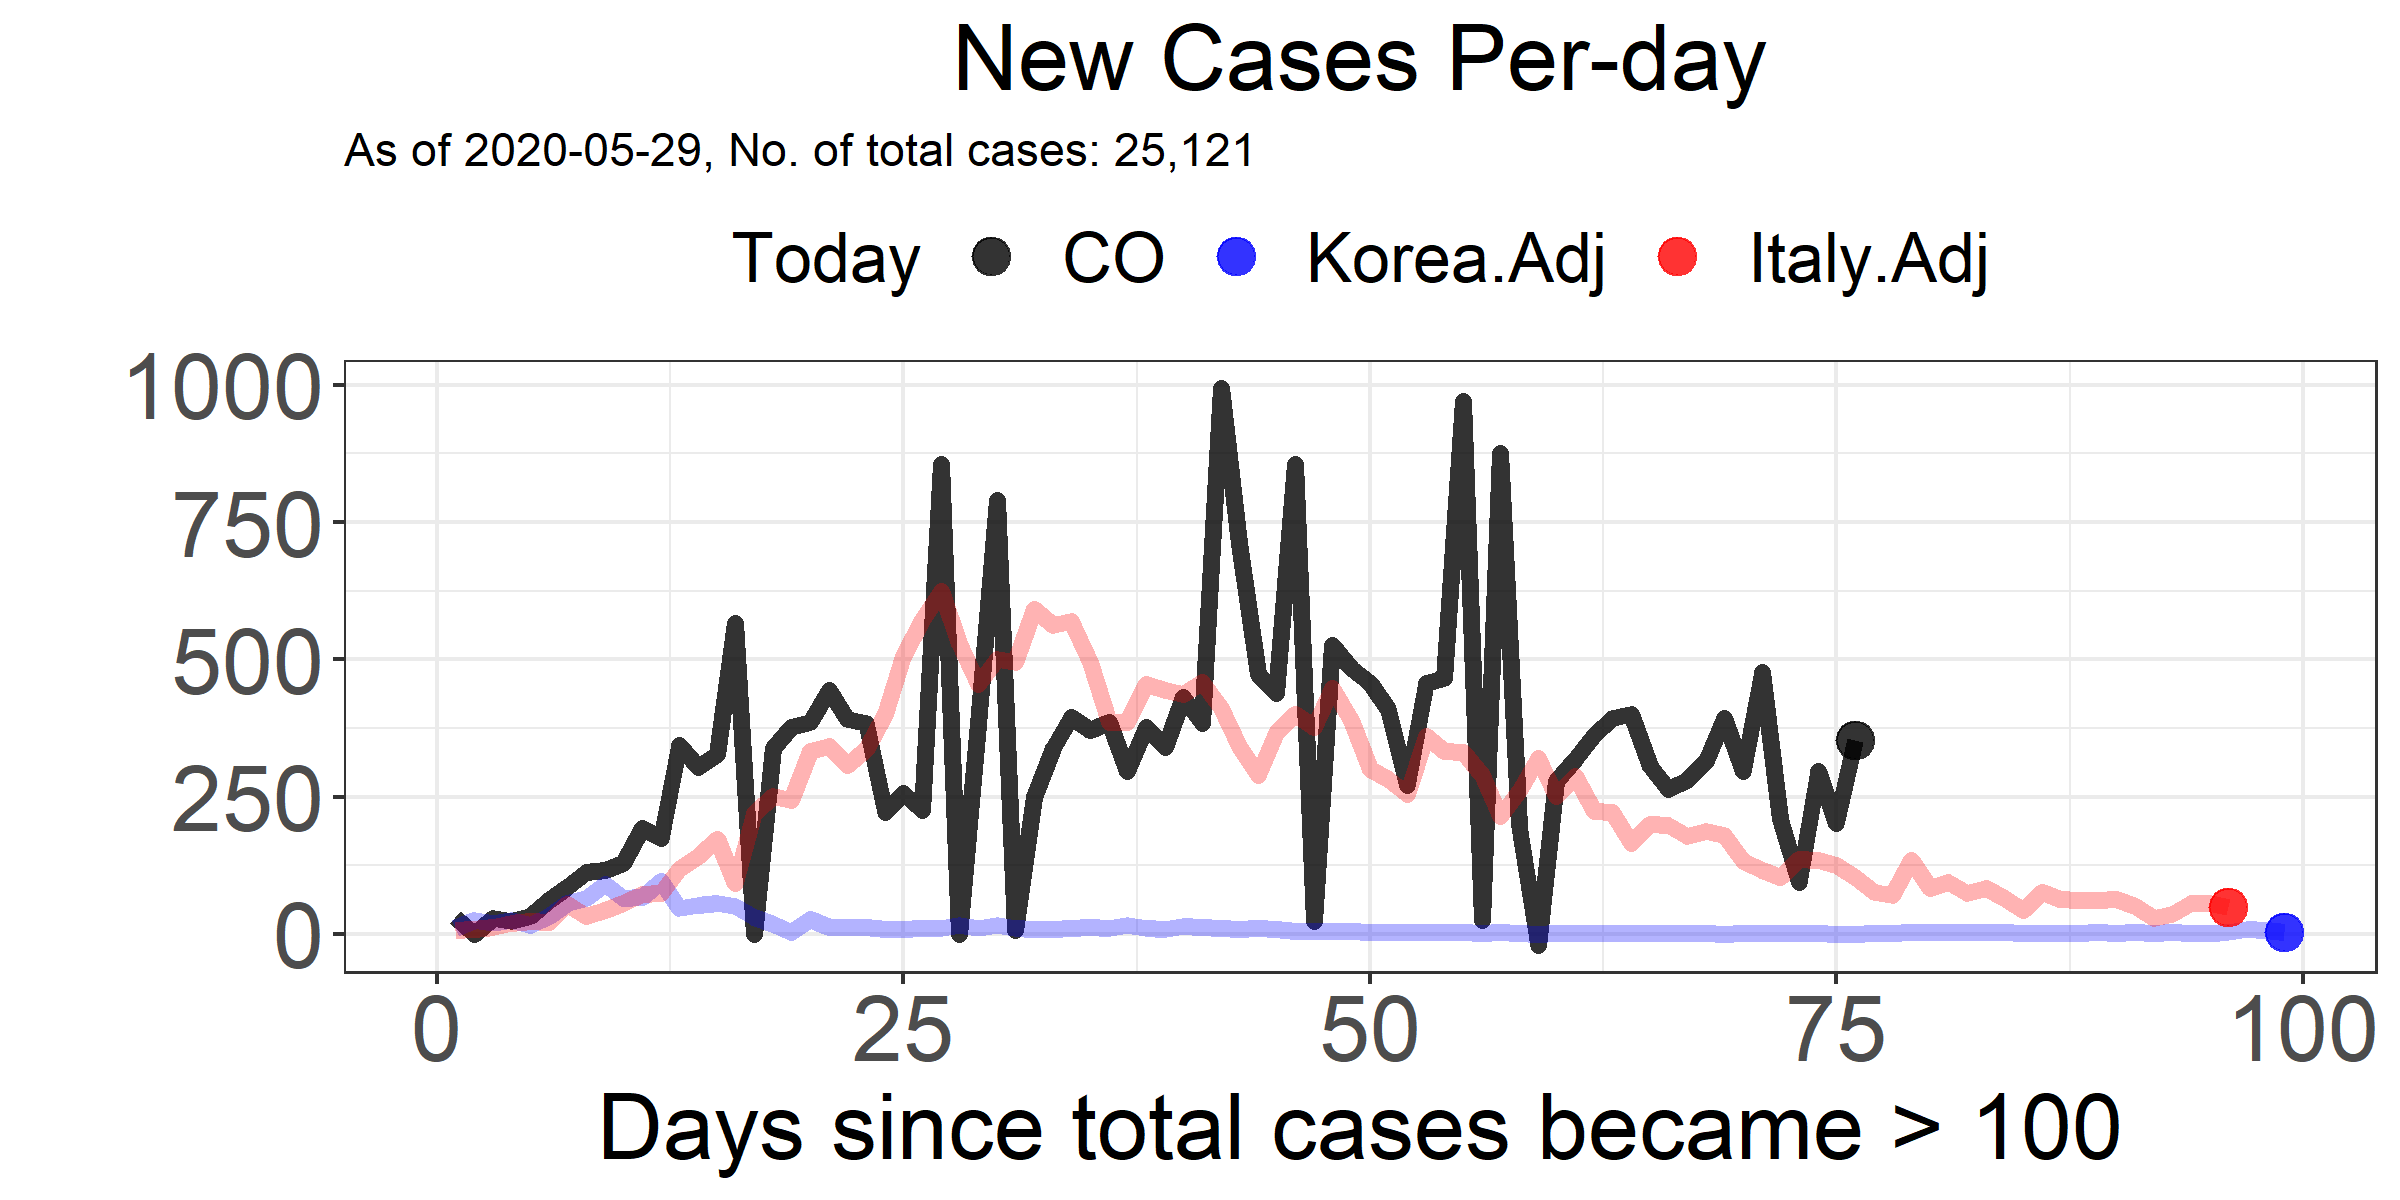 New Cases Per-day
As of 2020-05-29, No. of total cases: 25,121
Today CO Korea.Adj Italy.Adj
1000
750
500
250
0
0 25 50 75 100
Days since total cases became > 100